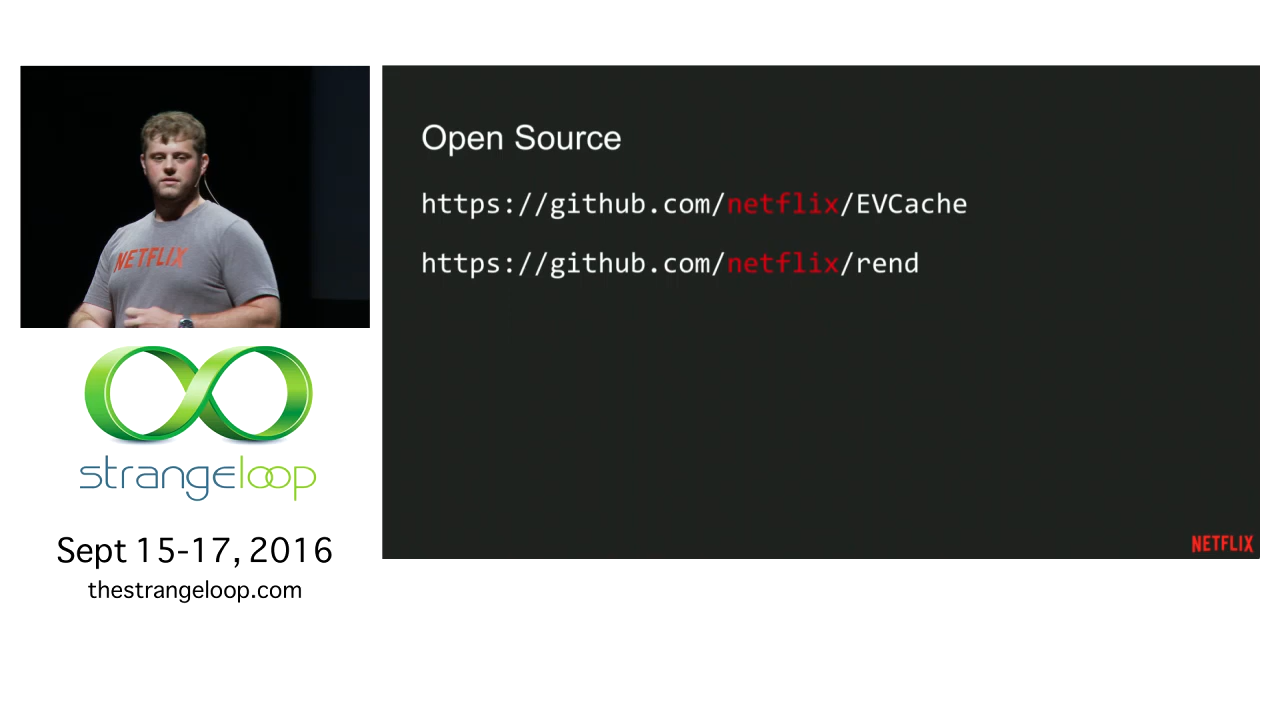 NETFLIX
strangeloop
Sept 15-17, 2016
thestrangeloop.com
Open Source
https://github.com/netflix/EVCache
https://github.com/netflix/rend
NETFLIX